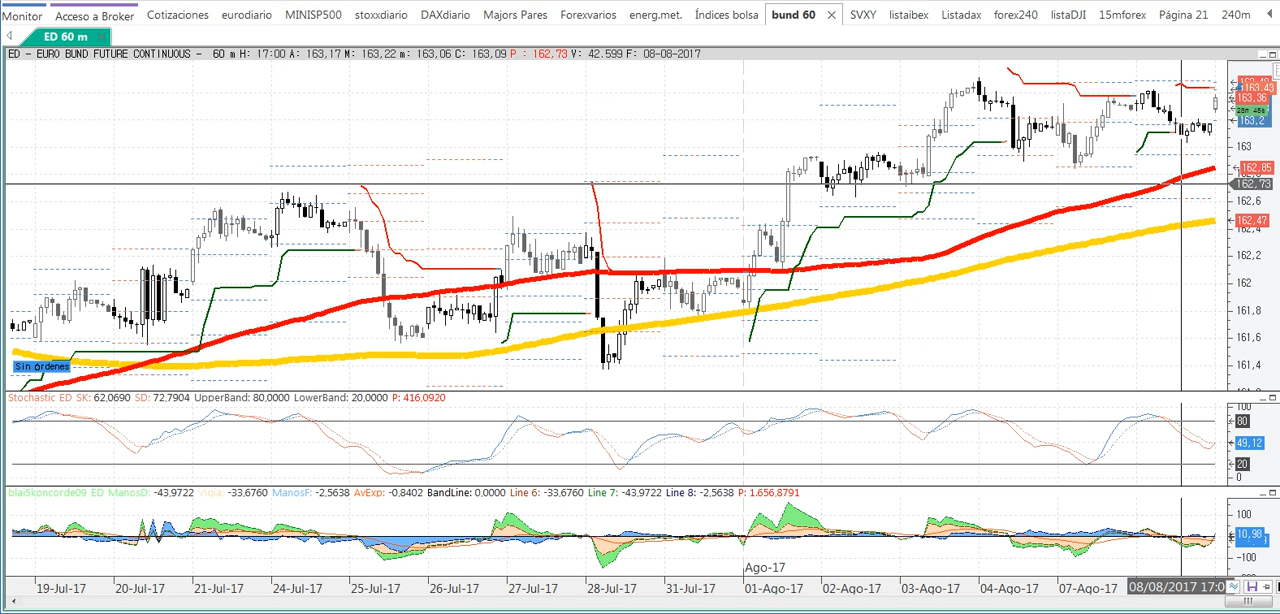 Monitor Acceso a Broker Cotizaciones eurodiario MINISP500 stoxxdiario DAXdiario Majors Pares Forexvarios energ.met. Índices bolsa bund 60 SVXY listaibex Listadax forex240 listaDJI 15mforex Página 21 240m
ED 60 m
ED - EURO BUND FUTURE CONTINUOUS - 60 m H: 17:00 A: 163,17 M: 163,22 m: 163,06 C: 163,09 P : 162,73 V: 42.599 F: 08-08-2017
163,43
163,36
28m 48s
163,2
163
162,85
162,73
162,6
162,47
162,4
162,2
162
161,8
161,6
161,4
Sin órdenes
Stochastic ED SK: 62,0690 SD: 72,7904 UpperBand: 80,0000 LowerBand: 20,0000 P: 416,0920
100
80
49,12
20
0
blai5koncorde09 ED ManosD: -43,9722 Vigia: -33,6760 ManosF: -2,5638 AvExp: -0,8402 BandLine: 0,0000 Line 6: -33,6760 Line 7: -43,9722 Line 8: -2,5638 P: 1.656,8791
100
10,98
-100
Ago-17
19-Jul-17 20-Jul-17 21-Jul-17 24-Jul-17 25-Jul-17 26-Jul-17 27-Jul-17 28-Jul-17 31-Jul-17 01-Ago-17 02-Ago-17 03-Ago-17 04-Ago-17 07-Ago-17 08/08/2017 17:0